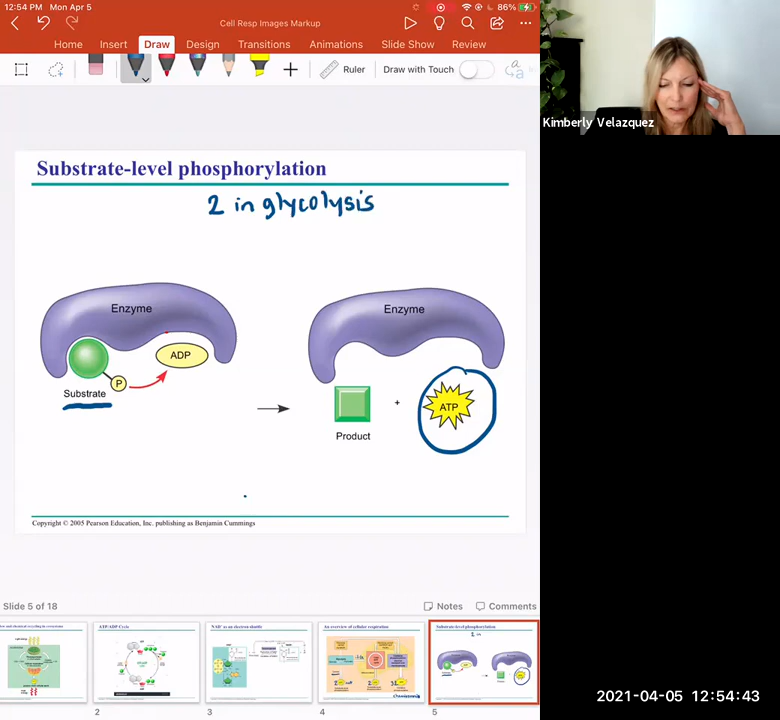 12:54 PM Mon Apr 5
86%
Cell Resp Images Markup
Home Insert Draw Design Transitions Animations Slide Show Review
Ruler
Draw with Touch
Kimberly Velazquez
Substrate-level phosphorylation
2 in glycolysis
Enzyme
Enzyme
ADP
P
Substrate
ATP
+
Product
Copyright © 2005 Pearson Education, Inc. publishing as Benjamin Cummings
Slide 5 of 18
Notes
Comments
ATP/ADP Cycle
NAD+ as an electron shuttle
An overview of cellular respiration
Substrate-level phosphorylation
2 in
2
3
4
5
2021-04-05 12:54:43